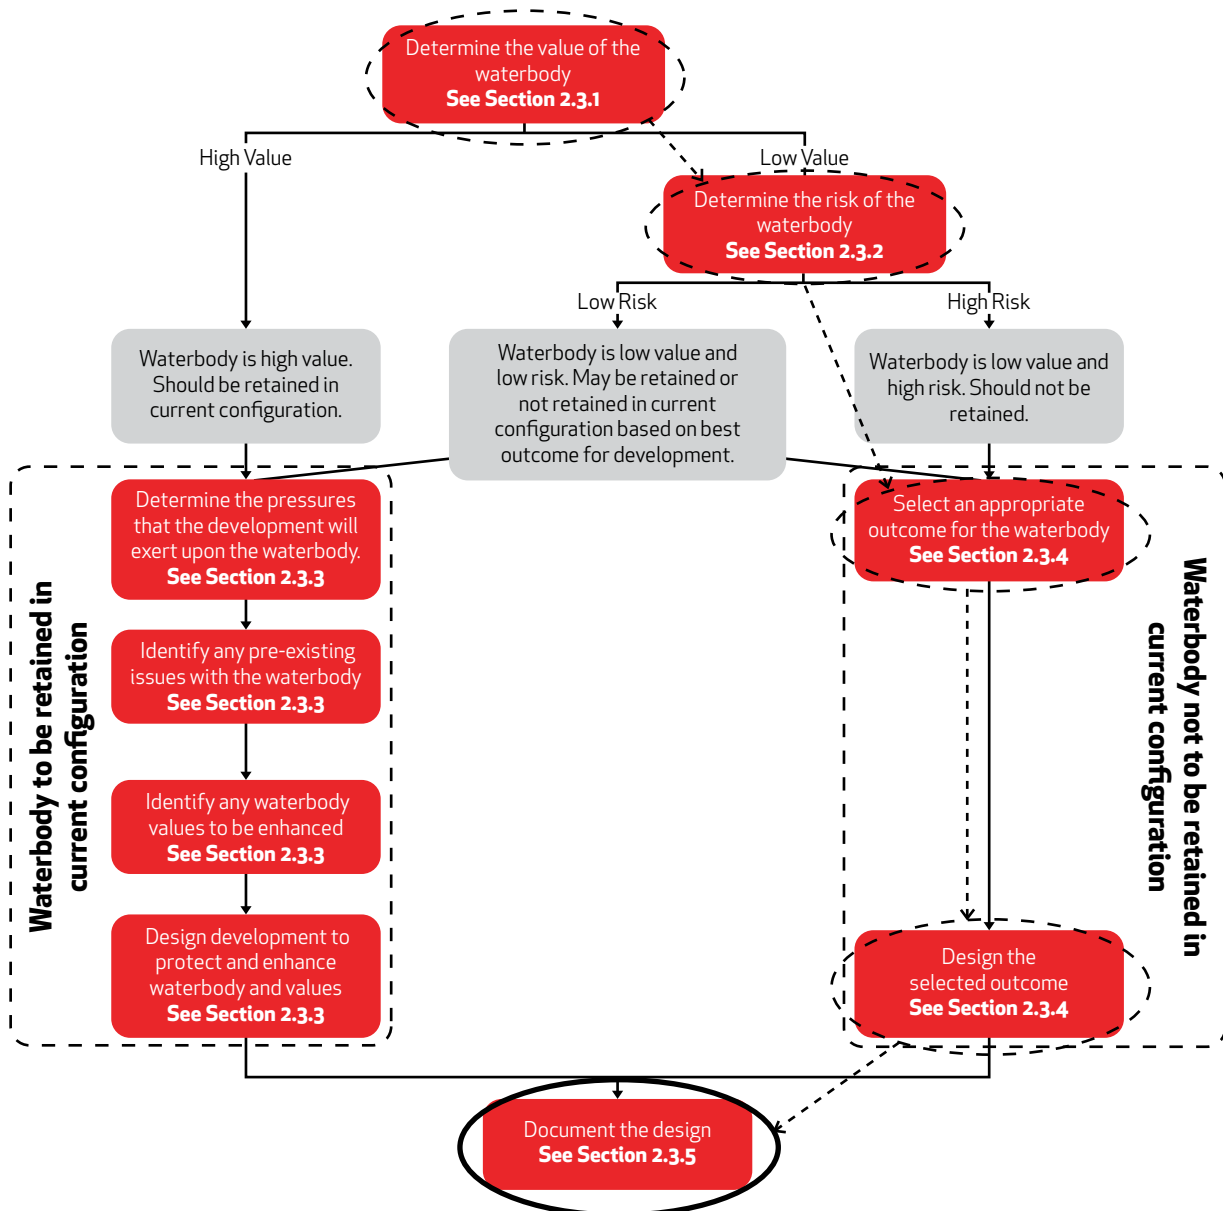 Determine the value of the
waterbody
See Section 2.3.1
High Value
Low Value
Determine the risk of the
waterbody
See Section 2.3.2
Low Risk
High Risk
Waterbody is high value.
Should be retained in
current configuration.
Waterbody is low value and
low risk. May be retained or
not retained in current
configuration based on best
outcome for development.
Waterbody is low value and
high risk. Should not be
retained.
Waterbody to be retained in
current configuration
Determine the pressures
that the development will
exert upon the waterbody.
See Section 2.3.3
Identify any pre-existing
issues with the waterbody
See Section 2.3.3
Identify any waterbody
values to be enhanced
See Section 2.3.3
Design development to
protect and enhance
waterbody and values
See Section 2.3.3
Select an appropriate
outcome for the waterbody
See Section 2.3.4
Design the
selected outcome
See Section 2.3.4
Waterbody not to be retained in
current configuration
Document the design
See Section 2.3.5